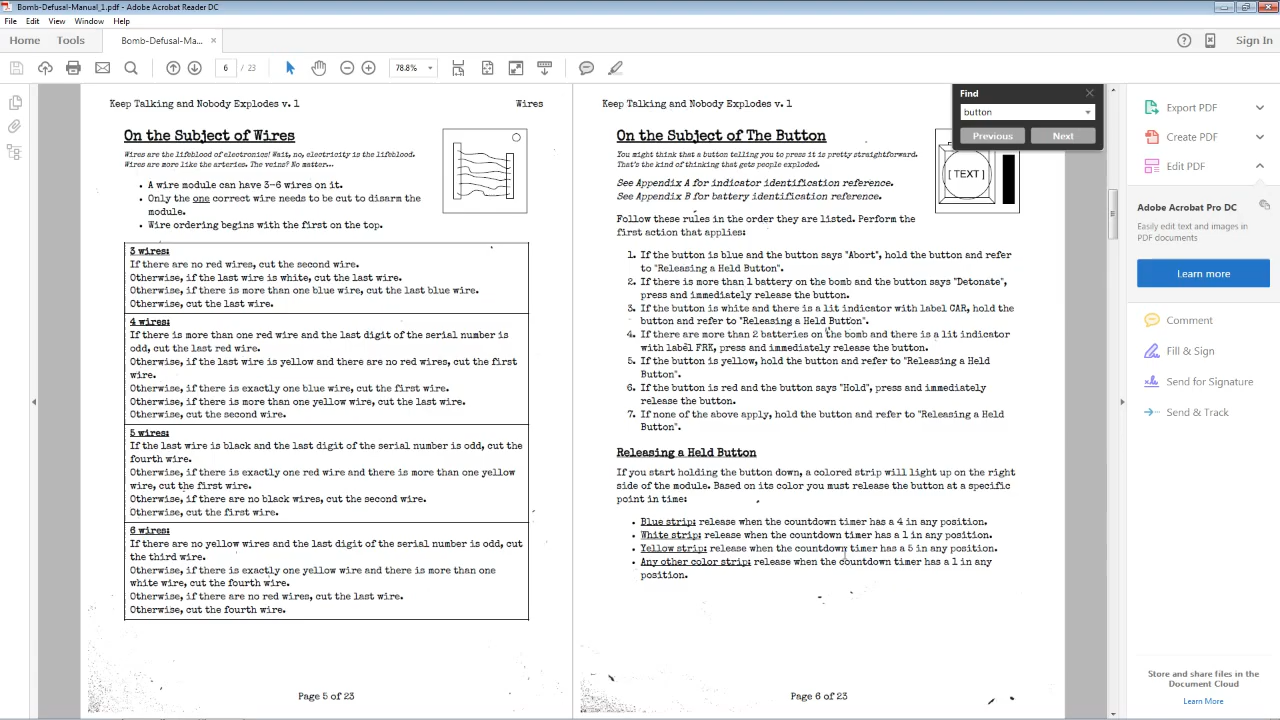 Bomb-Defusal-Manual_1.pdf - Adobe Acrobat Reader DC
File Edit View Window Help
Home Tools Bomb-Defusal-Ma... × Sign In
6 / 23 78.8%
Find
button
Previous Next
Keep Talking and Nobody Explodes v. 1 Wires
On the Subject of Wires
Wires are the lifeblood of electronics! Wait, no, electricity is the lifeblood.
Wires are more like the arteries. The veins? No matter...
• A wire module can have 3-6 wires on it.
• Only the one correct wire needs to be cut to disarm the
module.
• Wire ordering begins with the first on the top.
3 wires:
If there are no red wires, cut the second wire.
Otherwise, if the last wire is white, cut the last wire.
Otherwise, if there is more than one blue wire, cut the last blue wire.
Otherwise, cut the last wire.
4 wires:
If there is more than one red wire and the last digit of the serial number is
odd, cut the last red wire.
Otherwise, if the last wire is yellow and there are no red wires, cut the first
wire.
Otherwise, if there is exactly one blue wire, cut the first wire.
Otherwise, if there is more than one yellow wire, cut the last wire.
Otherwise, cut the second wire.
5 wires:
If the last wire is black and the last digit of the serial number is odd, cut the
fourth wire.
Otherwise, if there is exactly one red wire and there is more than one yellow
wire, cut the first wire.
Otherwise, if there are no black wires, cut the second wire.
Otherwise, cut the first wire.
6 wires:
If there are no yellow wires and the last digit of the serial number is odd, cut
the third wire.
Otherwise, if there is exactly one yellow wire and there is more than one
white wire, cut the fourth wire.
Otherwise, if there are no red wires, cut the last wire.
Otherwise, cut the fourth wire.
Page 5 of 23
Keep Talking and Nobody Explodes v. 1
On the Subject of The Button
You might think that a button telling you to press it is pretty straightforward.
That's the kind of thinking that gets people exploded.
[ TEXT ]
See Appendix A for indicator identification reference.
See Appendix B for battery identification reference.
Follow these rules in the order they are listed. Perform the
first action that applies:
1. If the button is blue and the button says "Abort", hold the button and refer
to "Releasing a Held Button".
2. If there is more than 1 battery on the bomb and the button says "Detonate",
press and immediately release the button.
3. If the button is white and there is a lit indicator with label CAR, hold the
button and refer to "Releasing a Held Button".
4. If there are more than 2 batteries on the bomb and there is a lit indicator
with label FRK, press and immediately release the button.
5. If the button is yellow, hold the button and refer to "Releasing a Held
Button".
6. If the button is red and the button says "Hold", press and immediately
release the button.
7. If none of the above apply, hold the button and refer to "Releasing a Held
Button".
Releasing a Held Button
If you start holding the button down, a colored strip will light up on the right
side of the module. Based on its color you must release the button at a specific
point in time:
• Blue strip: release when the countdown timer has a 4 in any position.
• White strip: release when the countdown timer has a 1 in any position.
• Yellow strip: release when the countdown timer has a 5 in any position.
• Any other color strip: release when the countdown timer has a 1 in any
position.
Page 6 of 23
Export PDF
Create PDF
Edit PDF
Adobe Acrobat Pro DC
Easily edit text and images in
PDF documents
Learn more
Comment
Fill & Sign
Send for Signature
Send & Track
Store and share files in the
Document Cloud
Learn More